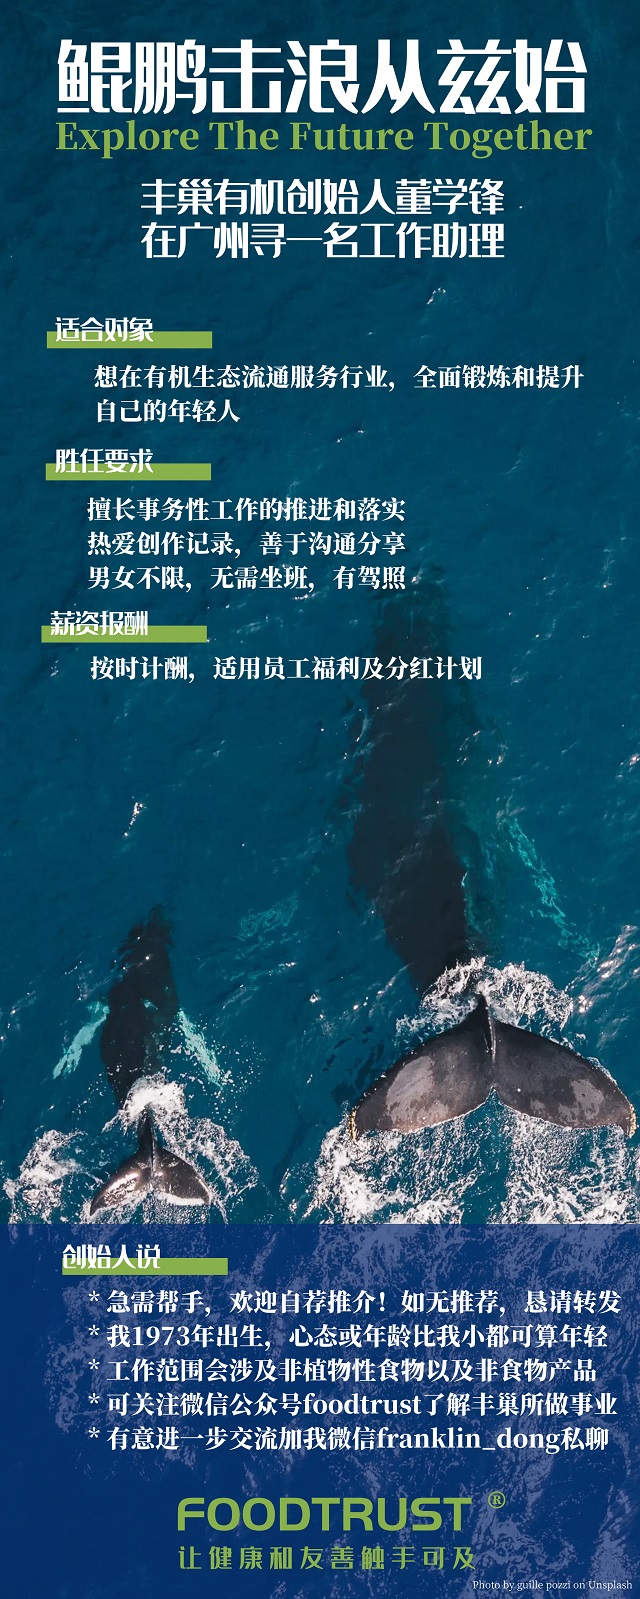 鲲鹏击浪从兹始
Explore The Future Together
丰巢有机创始人董学锋
在广州寻一名工作助理
适合对象
想在有机生态流通服务行业，全面锻炼和提升
自己的年轻人
胜任要求
擅长事务性工作的推进和落实
热爱创作记录，善于沟通分享
男女不限，无需坐班，有驾照
薪资报酬
按时计酬，适用员工福利及分红计划
创始人说
* 急需帮手，欢迎自荐推介！如无推荐，恳请转发
* 我1973年出生，心态或年龄比我小都可算年轻
* 工作范围会涉及非植物性食物以及非食物产品
* 可关注微信公众号foodtrust了解丰巢所做事业
* 有意进一步交流加我微信franklin_dong私聊
FOODTRUST ®
让健康和友善触手可及
Photo by guille pozzi on Unsplash